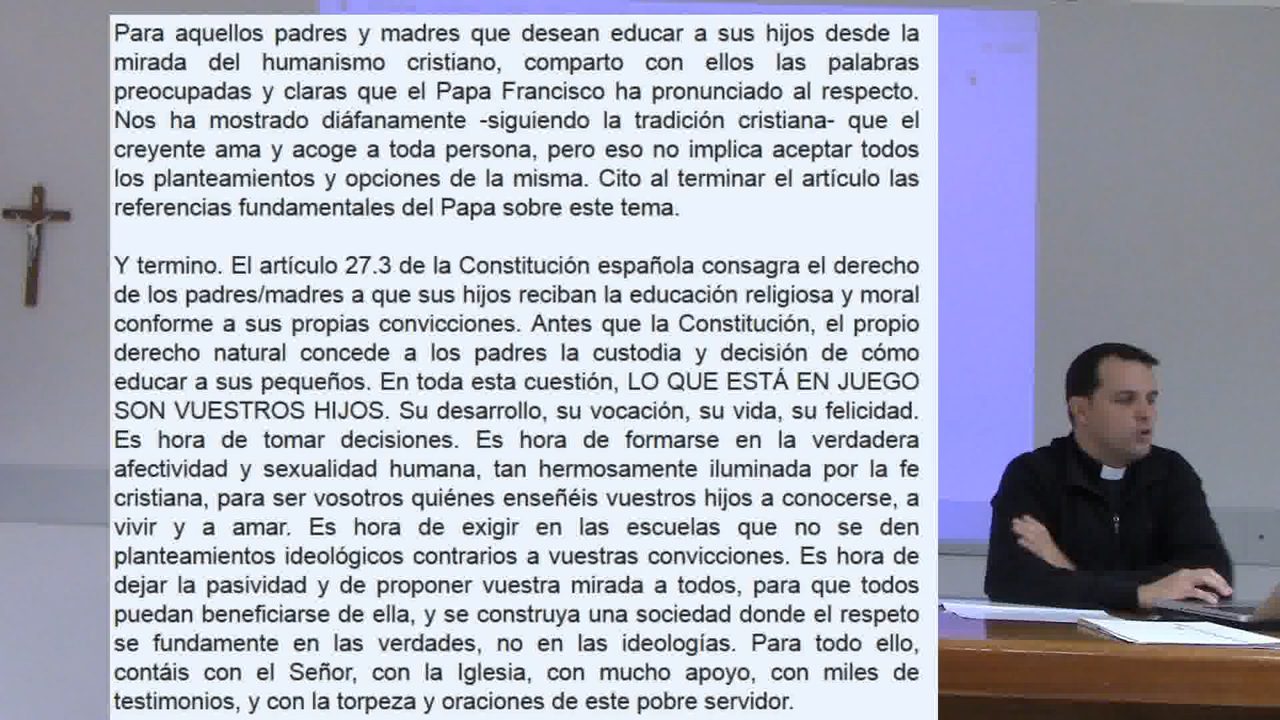 Para aquellos padres y madres que desean educar a sus hijos desde la
mirada del humanismo cristiano, comparto con ellos las palabras
preocupadas y claras que el Papa Francisco ha pronunciado al respecto.
Nos ha mostrado diáfanamente -siguiendo la tradición cristiana- que el
creyente ama y acoge a toda persona, pero eso no implica aceptar todos
los planteamientos y opciones de la misma. Cito al terminar el artículo las
referencias fundamentales del Papa sobre este tema.
Y termino. El artículo 27.3 de la Constitución española consagra el derecho
de los padres/madres a que sus hijos reciban la educación religiosa y moral
conforme a sus propias convicciones. Antes que la Constitución, el propio
derecho natural concede a los padres la custodia y decisión de cómo
educar a sus pequeños. En toda esta cuestión, LO QUE ESTÁ EN JUEGO
SON VUESTROS HIJOS. Su desarrollo, su vocación, su vida, su felicidad.
Es hora de tomar decisiones. Es hora de formarse en la verdadera
afectividad y sexualidad humana, tan hermosamente iluminada por la fe
cristiana, para ser vosotros quiénes enseñéis vuestros hijos a conocerse, a
vivir y a amar. Es hora de exigir en las escuelas que no se den
planteamientos ideológicos contrarios a vuestras convicciones. Es hora de
dejar la pasividad y de proponer vuestra mirada a todos, para que todos
puedan beneficiarse de ella, y se construya una sociedad donde el respeto
se fundamente en las verdades, no en las ideologías. Para todo ello,
contáis con el Señor, con la Iglesia, con mucho apoyo, con miles de
testimonios, y con la torpeza y oraciones de este pobre servidor.